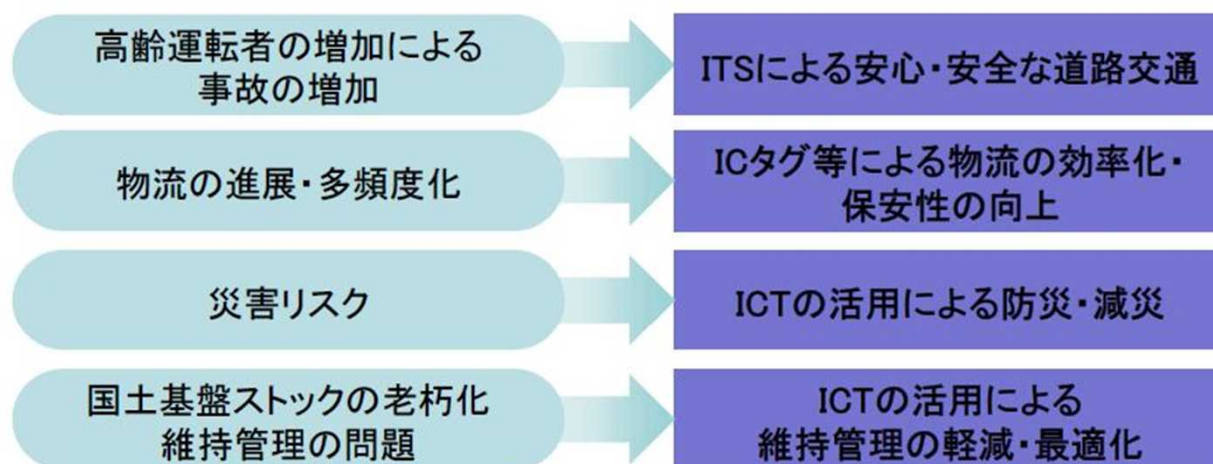 高齢運転者の増加による
事故の増加
ITSによる安心・安全な道路交通
物流の進展・多頻度化
ICタグ等による物流の効率化・
保安性の向上
災害リスク
ICTの活用による防災・減災
国土基盤ストックの老朽化
維持管理の問題
ICTの活用による
維持管理の軽減・最適化